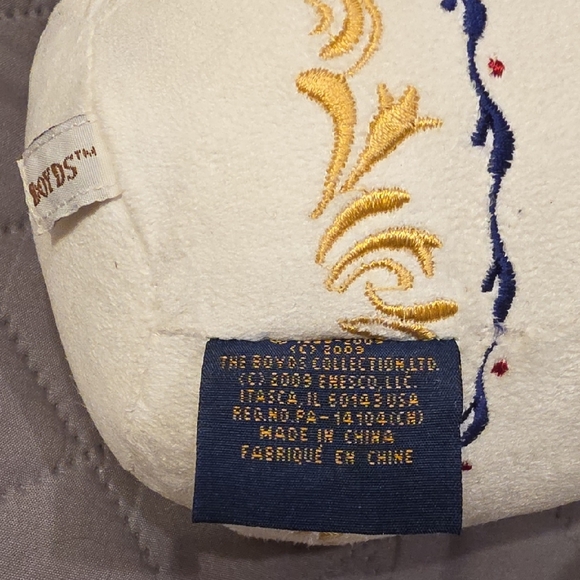 BOYDS™
(C) 2009
THE BOYDS COLLECTION,LTD.
(C) 2009 ENESCO,LLC.
ITASCA,IL 60143 USA
REG.NO.PA-14104(CN)
MADE IN CHINA
FABRIQUÉ EN CHINE